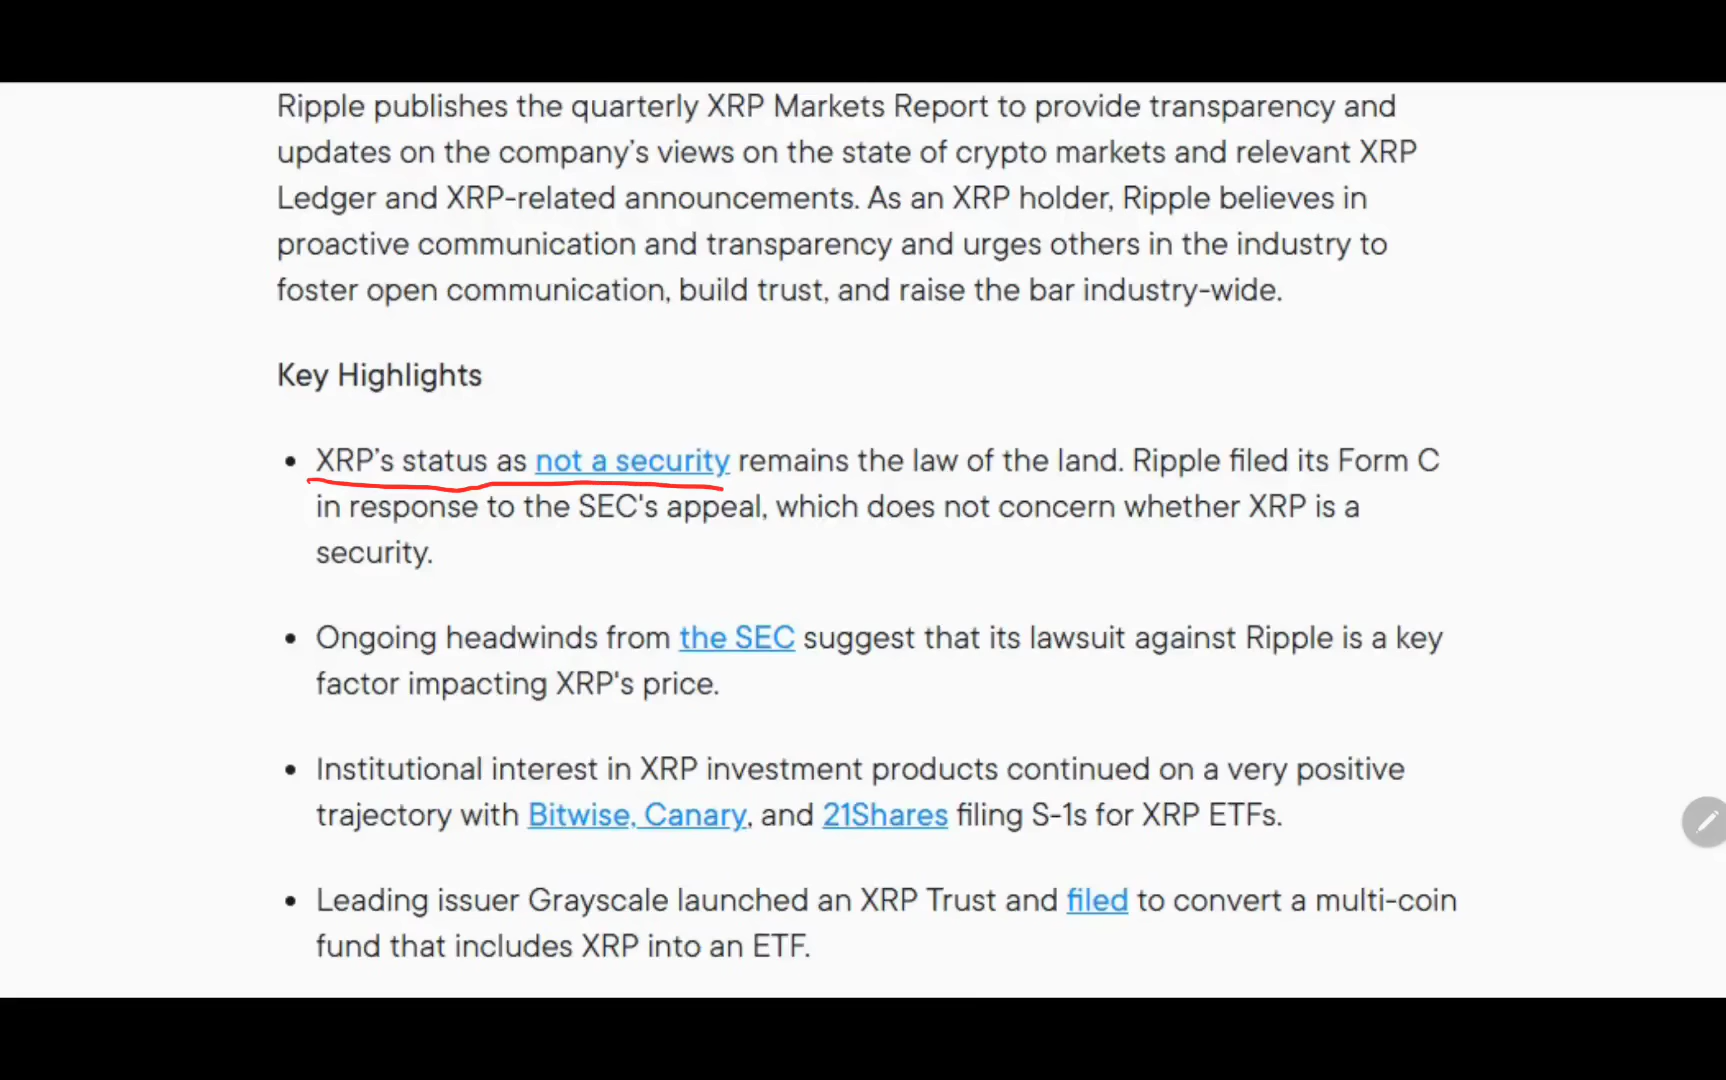 Ripple publishes the quarterly XRP Markets Report to provide transparency and
updates on the company’s views on the state of crypto markets and relevant XRP
Ledger and XRP-related announcements. As an XRP holder, Ripple believes in
proactive communication and transparency and urges others in the industry to
foster open communication, build trust, and raise the bar industry-wide.
Key Highlights
• XRP’s status as not a security remains the law of the land. Ripple filed its Form C
in response to the SEC's appeal, which does not concern whether XRP is a
security.
• Ongoing headwinds from the SEC suggest that its lawsuit against Ripple is a key
factor impacting XRP's price.
• Institutional interest in XRP investment products continued on a very positive
trajectory with Bitwise, Canary, and 21Shares filing S-1s for XRP ETFs.
• Leading issuer Grayscale launched an XRP Trust and filed to convert a multi-coin
fund that includes XRP into an ETF.